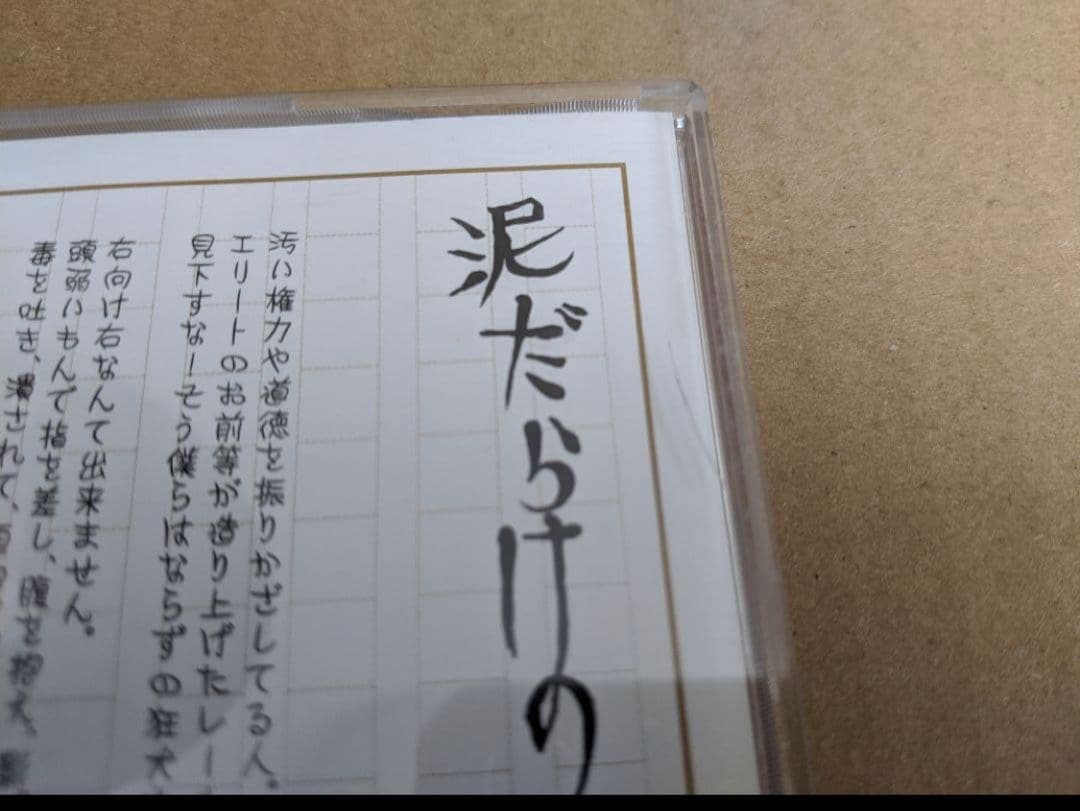 泥だらけの
汚い権力や道徳を振りかざしてる人。
エリートのお前等が造り上げたレー
見下すな！そう僕らはならずの狂犬
右向け右なんて出来ません。
頭弱いもんで指を差し、腹を抱え、
毒を吐き、潰されて、